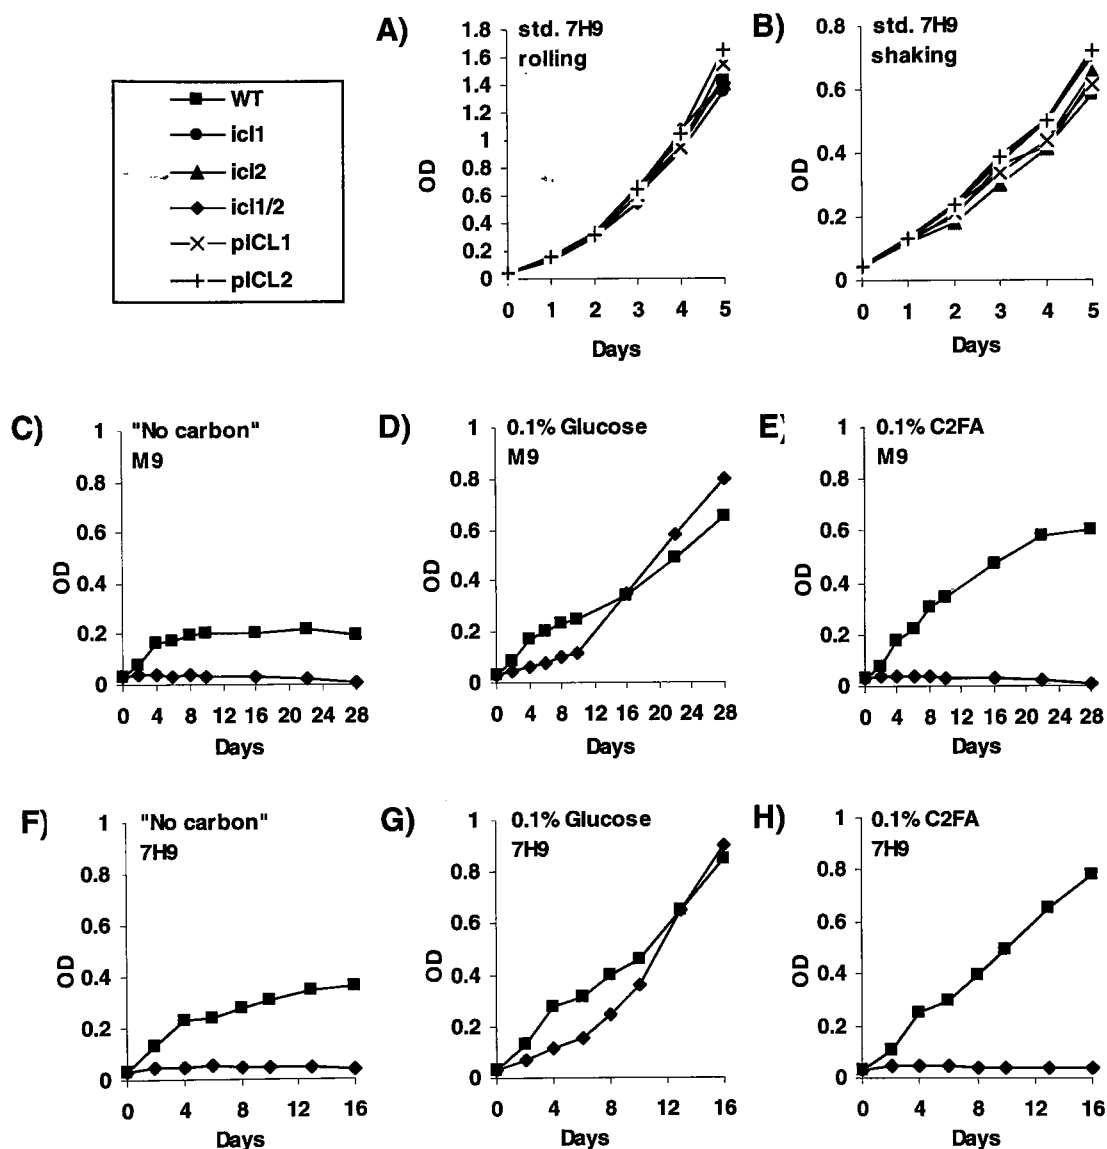 WT
icl1
icl2
icl1/2
pICL1
pICL2
A) std. 7H9
rolling
OD
1.8
1.6
1.4
1.2
1
0.8
0.6
0.4
0.2
0
0 1 2 3 4 5
Days
B) std. 7H9
shaking
OD
0.8
0.6
0.4
0.2
0
0 1 2 3 4 5
Days
C) "No carbon"
M9
OD
1
0.8
0.6
0.4
0.2
0
0 4 8 12 16 20 24 28
Days
D) 0.1% Glucose
M9
OD
1
0.8
0.6
0.4
0.2
0
0 4 8 12 16 20 24 28
Days
E) 0.1% C2FA
M9
OD
1
0.8
0.6
0.4
0.2
0
0 4 8 12 16 20 24 28
Days
F) "No carbon"
7H9
OD
1
0.8
0.6
0.4
0.2
0
0 4 8 12 16
Days
G) 0.1% Glucose
7H9
OD
1
0.8
0.6
0.4
0.2
0
0 4 8 12 16
Days
H) 0.1% C2FA
7H9
OD
1
0.8
0.6
0.4
0.2
0
0 4 8 12 16
Days